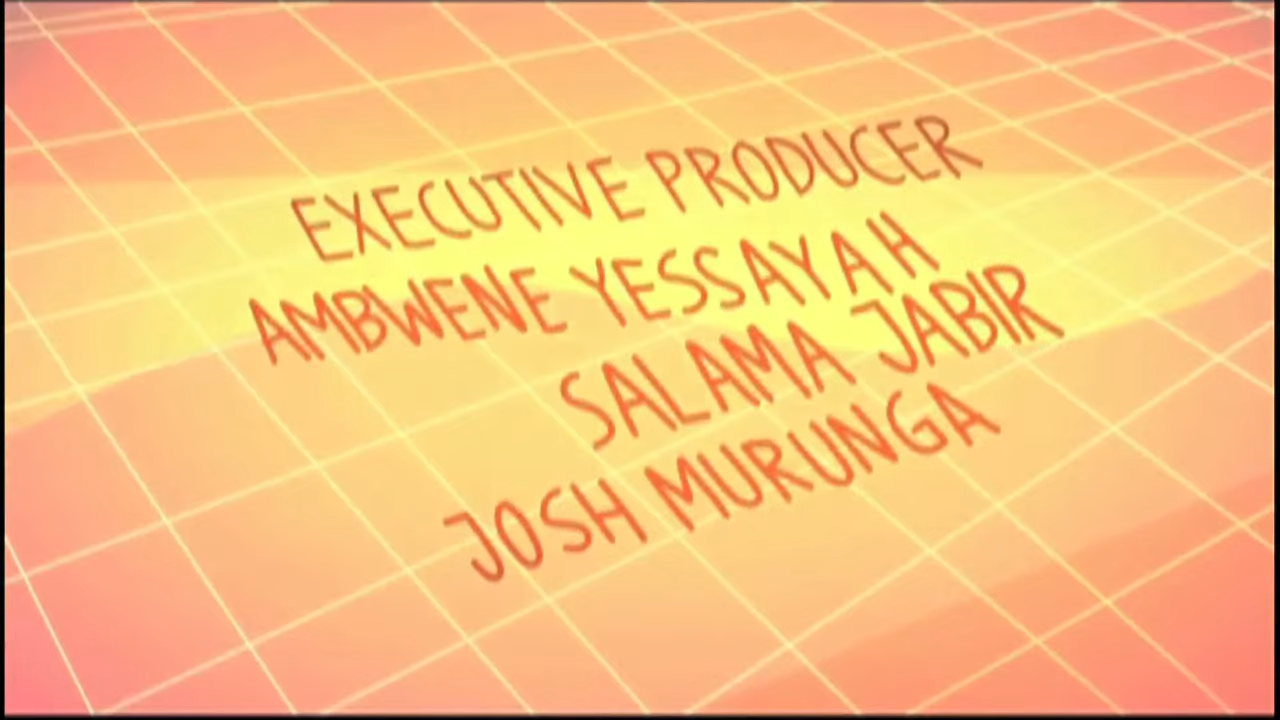 EXECUTIVE PRODUCER
AMBWENE YESSAYAH
SALAMA JABIR
JOSH MURUNGA